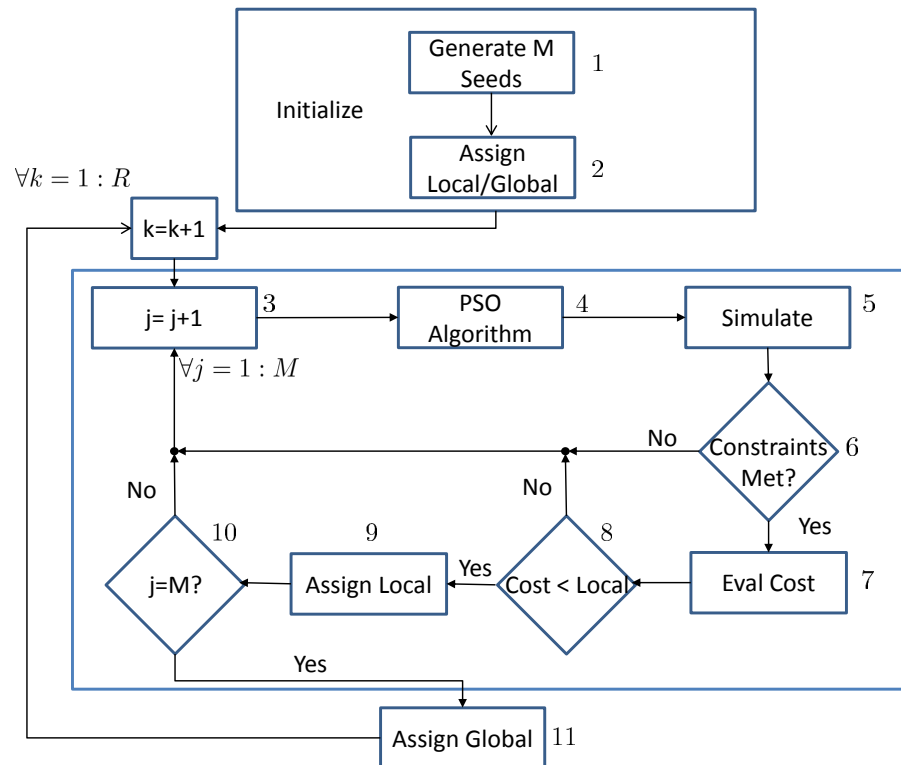 Generate M
Seeds
1
Initialize
Assign
Local/Global
2
∀k = 1 : R
k=k+1
j= j+1
3
PSO
Algorithm
4
Simulate
5
∀j = 1 : M
No
Constraints
Met?
6
No
No
Yes
10
9
8
j=M?
Assign Local
Yes
Cost < Local
Eval Cost
7
Yes
Assign Global
11